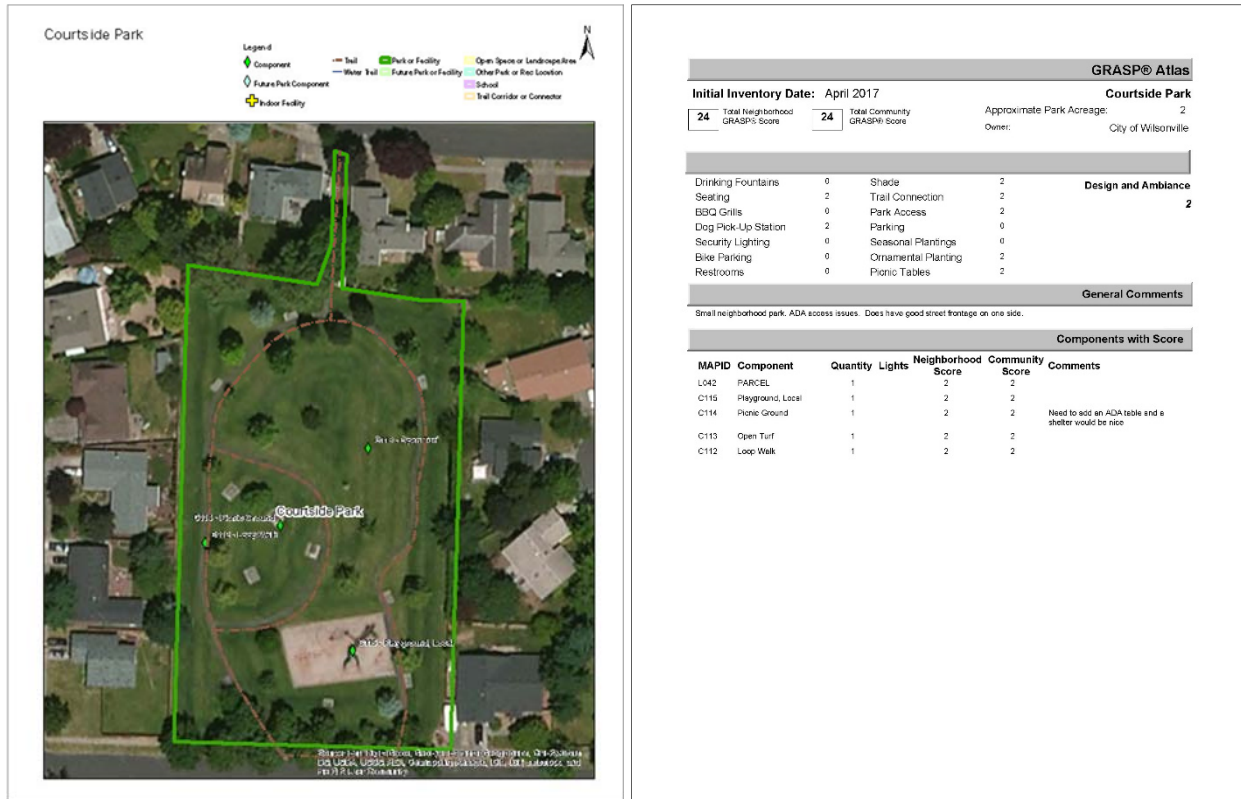 Courtside Park
N
Legend
Component
Future Park Component
Indoor Facility
Trail
Water Trail
Park or Facility
Future Park or Facility
Open Space or Landscape Area
Other Park or Rec Location
School
Trail Corridor or Connector
Courtside Park
Playground, Local
GRASP® Atlas
Initial Inventory Date: April 2017 Courtside Park
24 Total Neighborhood GRASP® Score 24 Total Community GRASP® Score
Approximate Park Acreage: 2
Owner: City of Wilsonville
Drinking Fountains 0 Shade 2 Design and Ambiance
Seating 2 Trail Connection 2 2
BBQ Grills 0 Park Access 2
Dog Pick-Up Station 2 Parking 0
Security Lighting 0 Seasonal Plantings 0
Bike Parking 0 Ornamental Planting 2
Restrooms 0 Picnic Tables 2
General Comments
Small neighborhood park. ADA access issues. Does have good street frontage on one side.
Components with Score
MAPID Component Quantity Lights Neighborhood Score Community Score Comments
L042 PARCEL 1 2 2
C115 Playground, Local 1 2 2
C114 Picnic Ground 1 2 2 Need to add an ADA table and a
shelter would be nice
C113 Open Turf 1 2 2
C112 Loop Walk 1 2 2